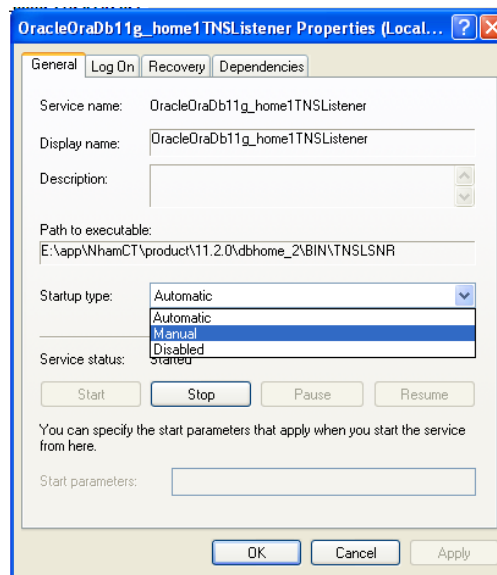 OracleOraDb11g_home1TNSListener Properties (Local...
General Log On Recovery Dependencies
Service name: OracleOraDb11g_home1TNSListener
Display name: OracleOraDb11g_home1TNSListener
Description:
Path to executable:
E:\app\NhamCT\product\11.2.0\dbhome_2\BIN\TNSLSNR
Startup type: Automatic
Automatic
Manual
Disabled
Service status: Started
Start Stop Pause Resume
You can specify the start parameters that apply when you start the service
from here.
Start parameters:
OK Cancel Apply